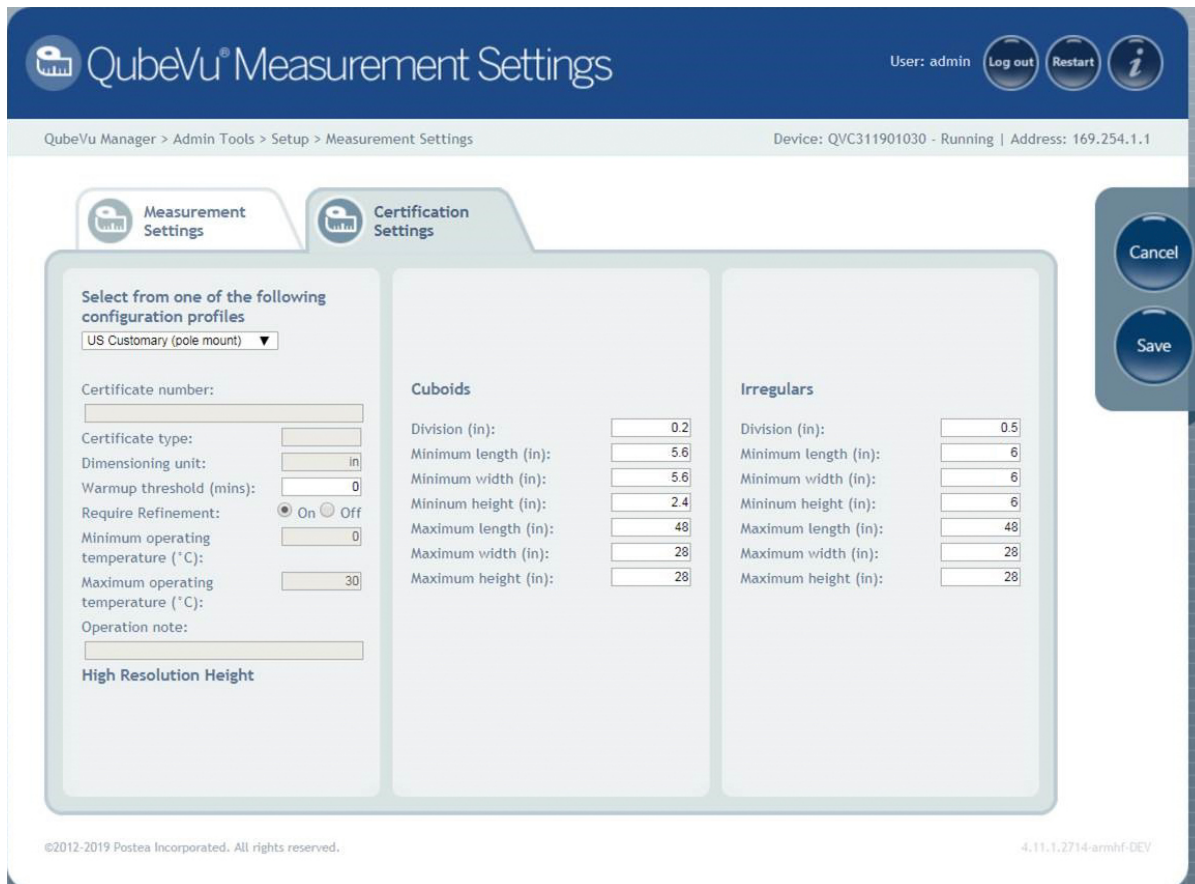 QubeVu® Measurement Settings
User: admin
Log out
Restart
i
QubeVu Manager > Admin Tools > Setup > Measurement Settings
Device: QVC311901030 - Running | Address: 169.254.1.1
Measurement
Settings
Certification
Settings
Cancel
Save
Select from one of the following
configuration profiles
US Customary (pole mount) ▼
Certificate number:
Certificate type:
Dimensioning unit: in
Warmup threshold (mins): 0
Require Refinement: On Off
Minimum operating
temperature (°C): 0
Maximum operating
temperature (°C): 30
Operation note:
High Resolution Height
Cuboids
Division (in): 0.2
Minimum length (in): 5.6
Minimum width (in): 5.6
Mininum height (in): 2.4
Maximum length (in): 48
Maximum width (in): 28
Maximum height (in): 28
Irregulars
Division (in): 0.5
Minimum length (in): 6
Minimum width (in): 6
Mininum height (in): 6
Maximum length (in): 48
Maximum width (in): 28
Maximum height (in): 28
©2012-2019 Postea Incorporated. All rights reserved.
4.11.1.2714-armhf-DEV